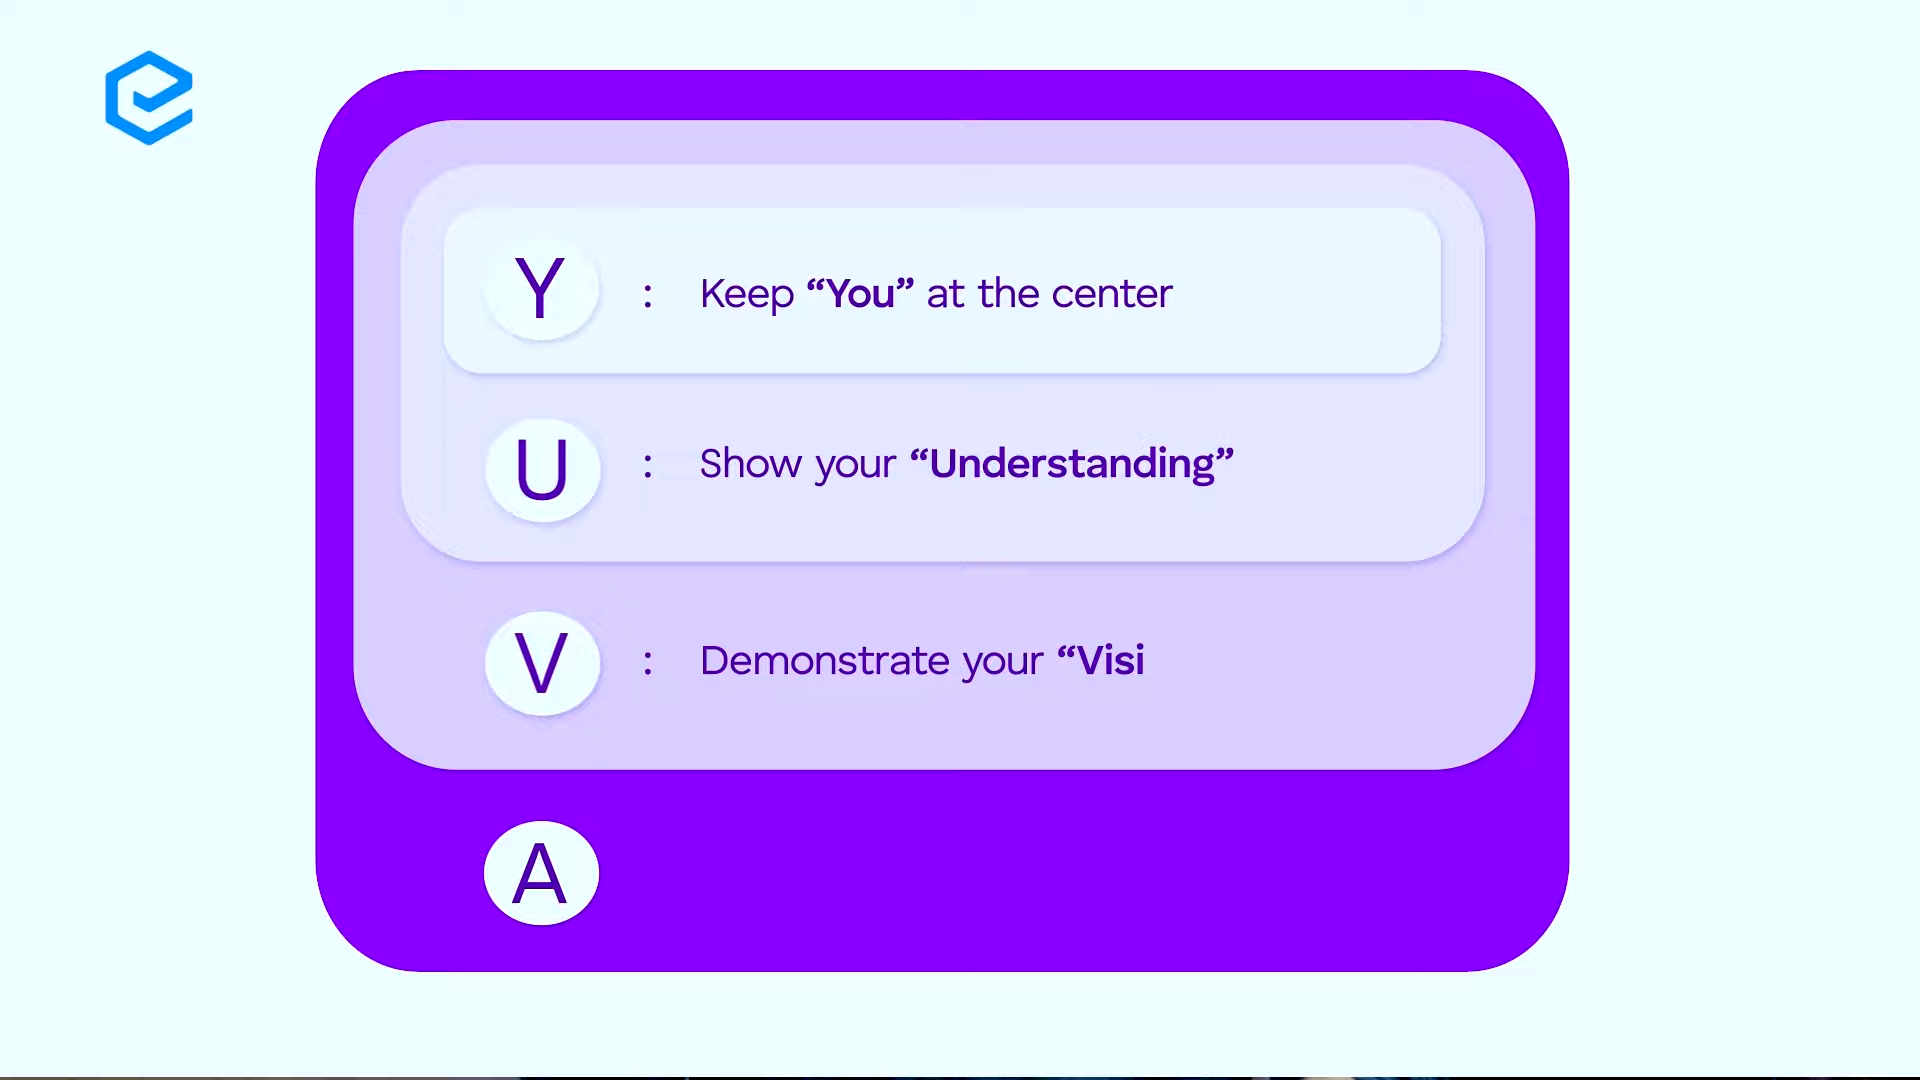 Y : Keep “You” at the center
U : Show your “Understanding”
V : Demonstrate your “Visi
A